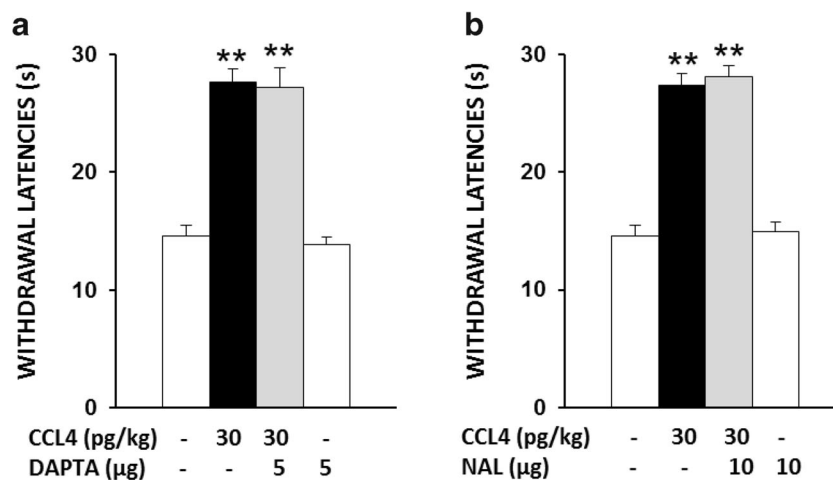 a
WITHDRAWAL LATENCIES (s)
30
20
10
0
** **
CCL4 (pg/kg) - 30 30 -
DAPTA (µg) - - 5 5
b
WITHDRAWAL LATENCIES (s)
30
20
10
0
** **
CCL4 (pg/kg) - 30 30 -
NAL (µg) - - 10 10